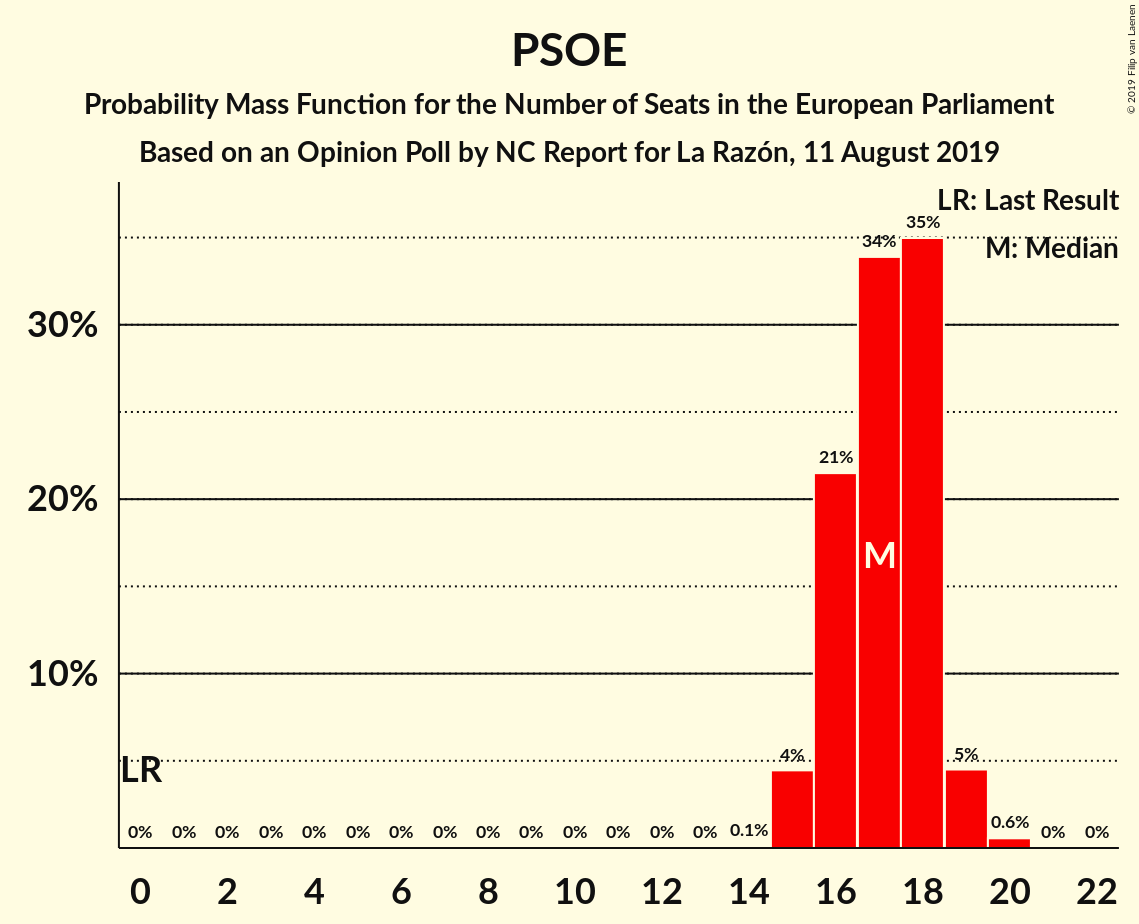 PSOE
Probability Mass Function for the Number of Seats in the European Parliament
Based on an Opinion Poll by NC Report for La Razón, 11 August 2019
© 2019 Filip van Laenen
LR: Last Result
M: Median
35%
34%
30%
21%
20%
M
10%
4%
5%
LR
0% 0% 0% 0% 0% 0% 0% 0% 0% 0% 0% 0% 0% 0% 0.1% 0.6% 0% 0%
0 2 4 6 8 10 12 14 16 18 20 22